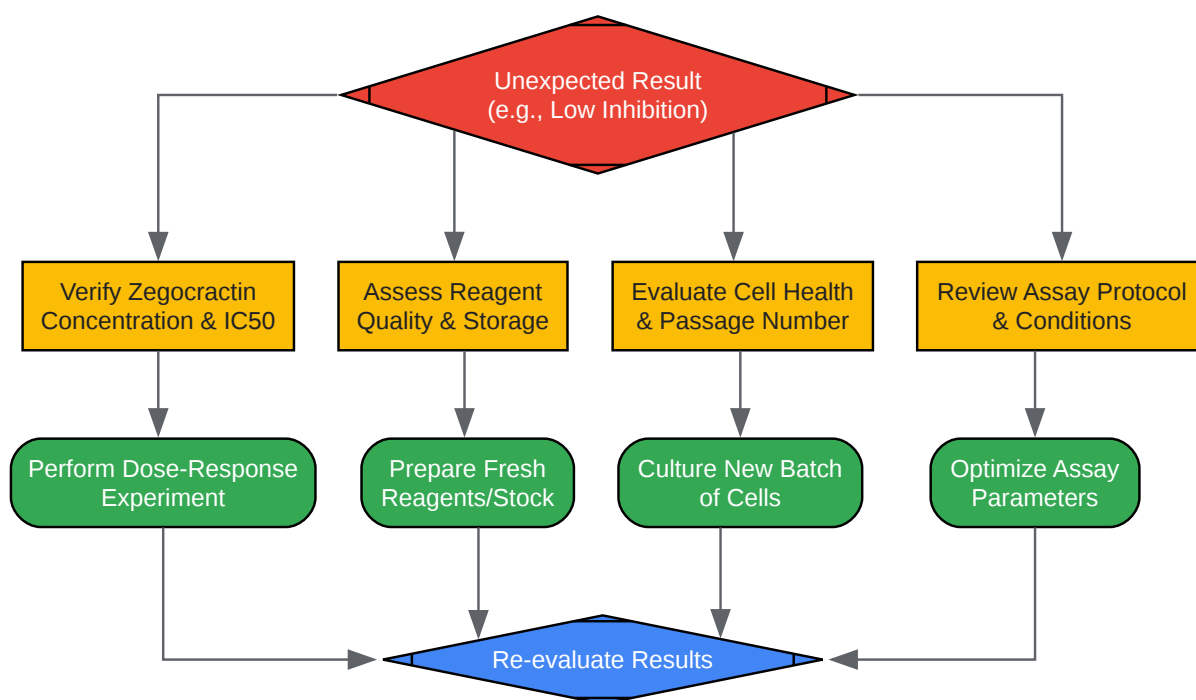 Unexpected Result
(e.g., Low Inhibition)
Verify Zegocractin
Concentration & IC50
Assess Reagent
Quality & Storage
Evaluate Cell Health
& Passage Number
Review Assay Protocol
& Conditions
Perform Dose-Response
Experiment
Prepare Fresh
Reagents/Stock
Culture New Batch
of Cells
Optimize Assay
Parameters
Re-evaluate Results